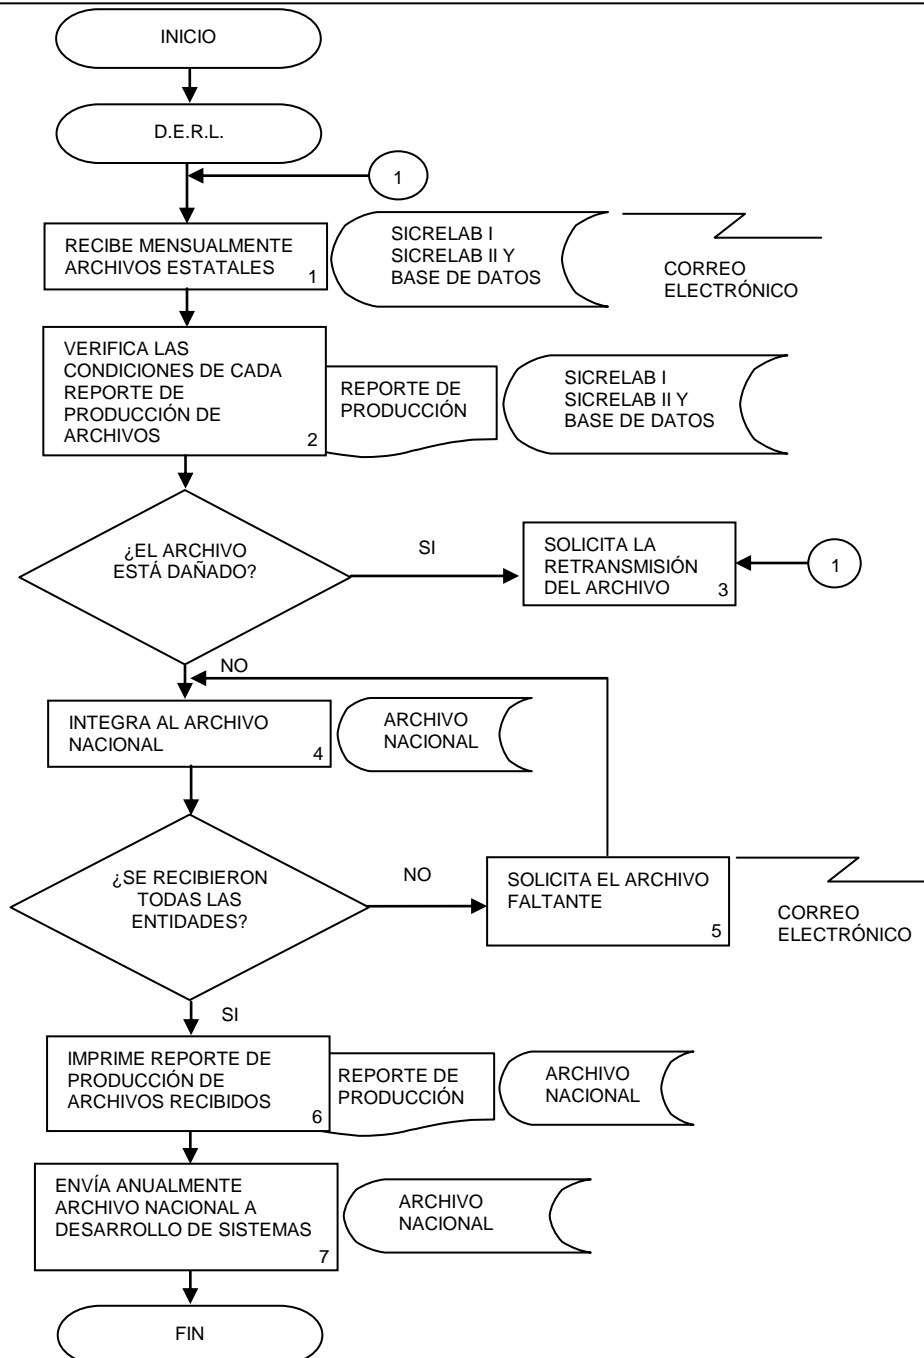 INICIO
D.E.R.L.
1
RECIBE MENSUALMENTE
ARCHIVOS ESTATALES
1
SICRELAB I
SICRELAB II Y
BASE DE DATOS
CORREO
ELECTRÓNICO
VERIFICA LAS
CONDICIONES DE CADA
REPORTE DE
PRODUCCIÓN DE
ARCHIVOS
2
REPORTE DE
PRODUCCIÓN
SICRELAB I
SICRELAB II Y
BASE DE DATOS
¿EL ARCHIVO
ESTÁ DAÑADO?
SI
SOLICITA LA
RETRANSMISIÓN
DEL ARCHIVO
3
1
NO
INTEGRA AL ARCHIVO
NACIONAL
4
ARCHIVO
NACIONAL
¿SE RECIBIERON
TODAS LAS
ENTIDADES?
NO
SOLICITA EL ARCHIVO
FALTANTE
5
CORREO
ELECTRÓNICO
SI
IMPRIME REPORTE DE
PRODUCCIÓN DE
ARCHIVOS RECIBIDOS
6
REPORTE DE
PRODUCCIÓN
ARCHIVO
NACIONAL
ENVÍA ANUALMENTE
ARCHIVO NACIONAL A
DESARROLLO DE SISTEMAS
7
ARCHIVO
NACIONAL
FIN